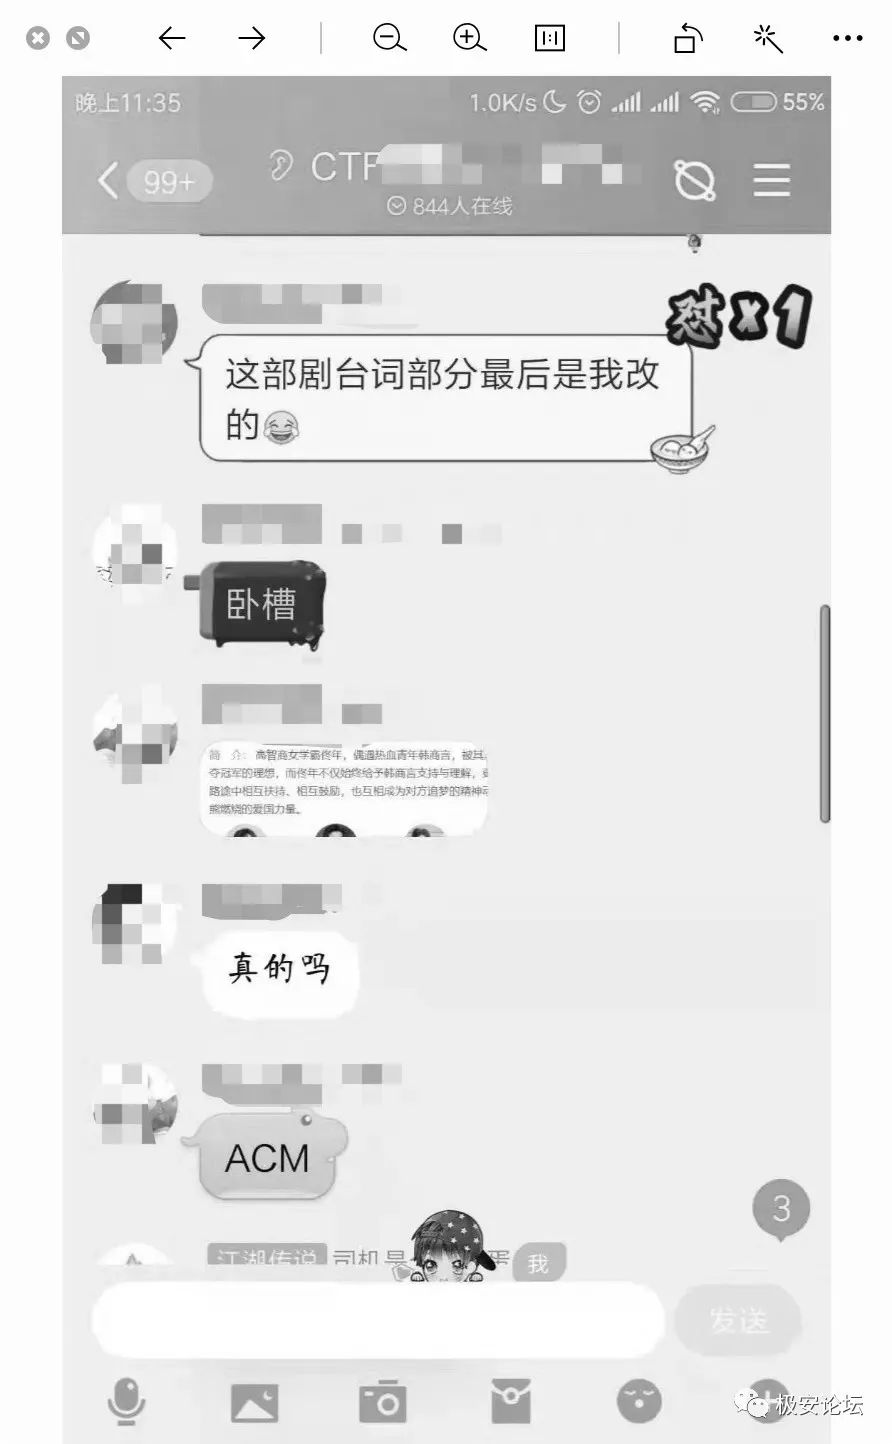 晚上11:35
1.0K/s
55%
99+
CTF
844人在线
怼x1
这部剧台词部分最后是我改
的
卧槽
简 介: 高智商女学霸佟年，偶遇热血青年韩商言，被其
夺冠军的理想，而佟年不仅始终给予韩商言支持与理解，更
路途中相互扶持、相互鼓励，也互相成为对方追梦的精神动
熊燃烧的爱国力量。
真的吗
ACM
3
江湖传说 司机是
蛋
我
发送
极安论坛